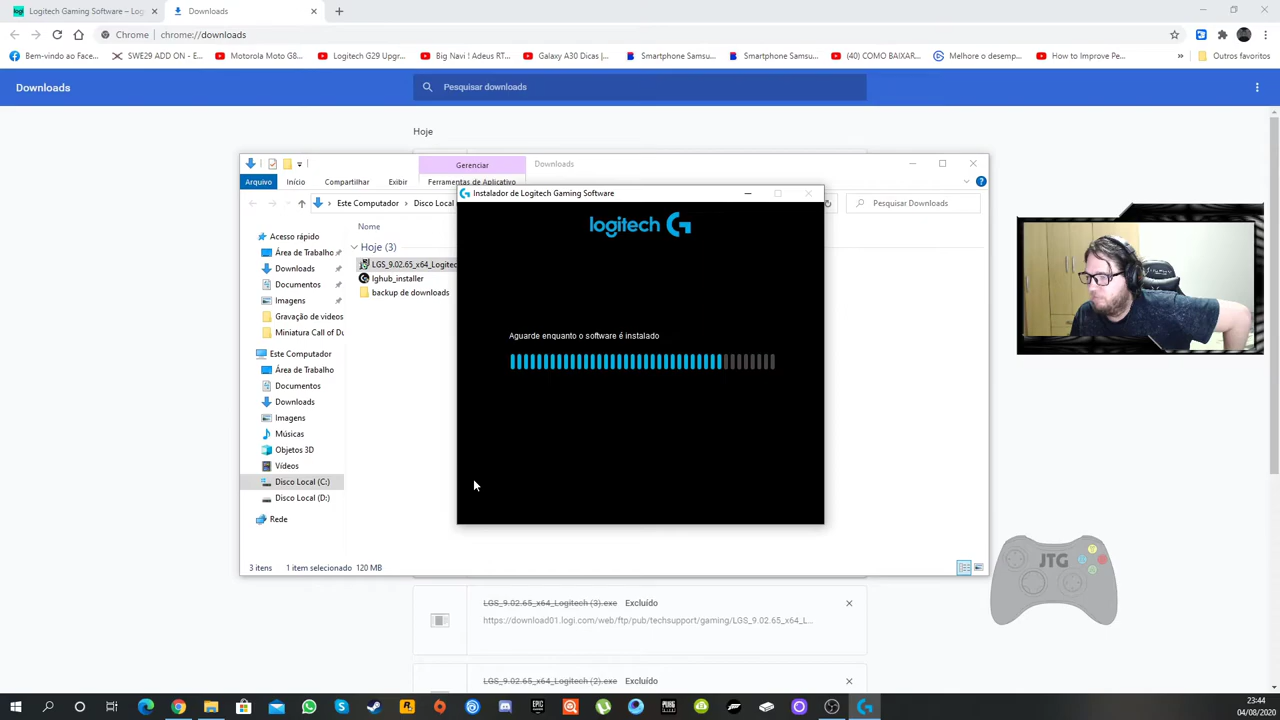 Logitech Gaming Software – Log
Downloads
Chrome
chrome://downloads
Bem-vindo ao Face...
SWE29 ADD ON - E...
Motorola Moto G8...
Logitech G29 Upgr...
Big Navi ! Adeus RT...
Galaxy A30 Dicas |...
Smartphone Samsu...
Smartphone Samsu...
(40) COMO BAIXAR...
Melhore o desemp...
How to Improve Pe...
»
Outros favoritos
Downloads
Pesquisar downloads
Hoje
Gerenciar
Downloads
Arquivo
Início
Compartilhar
Exibir
Ferramentas de Aplicativo
Este Computador
Disco Local
Pesquisar Downloads
Nome
Acesso rápido
Área de Trabalho
Downloads
Documentos
Imagens
Gravação de videos
Miniatura Call of Du
Este Computador
Área de Trabalho
Documentos
Downloads
Imagens
Músicas
Objetos 3D
Vídeos
Disco Local (C:)
Disco Local (D:)
Rede
Hoje (3)
LGS_9.02.65_x64_Logitec
lghub_installer
backup de downloads
3 itens
1 item selecionado 120 MB
Instalador de Logitech Gaming Software
logitech G
Aguarde enquanto o software é instalado
JTG
LGS_9.02.65_x64_Logitech (3).exe Excluído
https://download01.logi.com/web/ftp/pub/techsupport/gaming/LGS_9.02.65_x64_L...
LGS_9.02.65_x64_Logitech (2).exe Excluído
EPIC
PUBG
23:44
04/08/2020